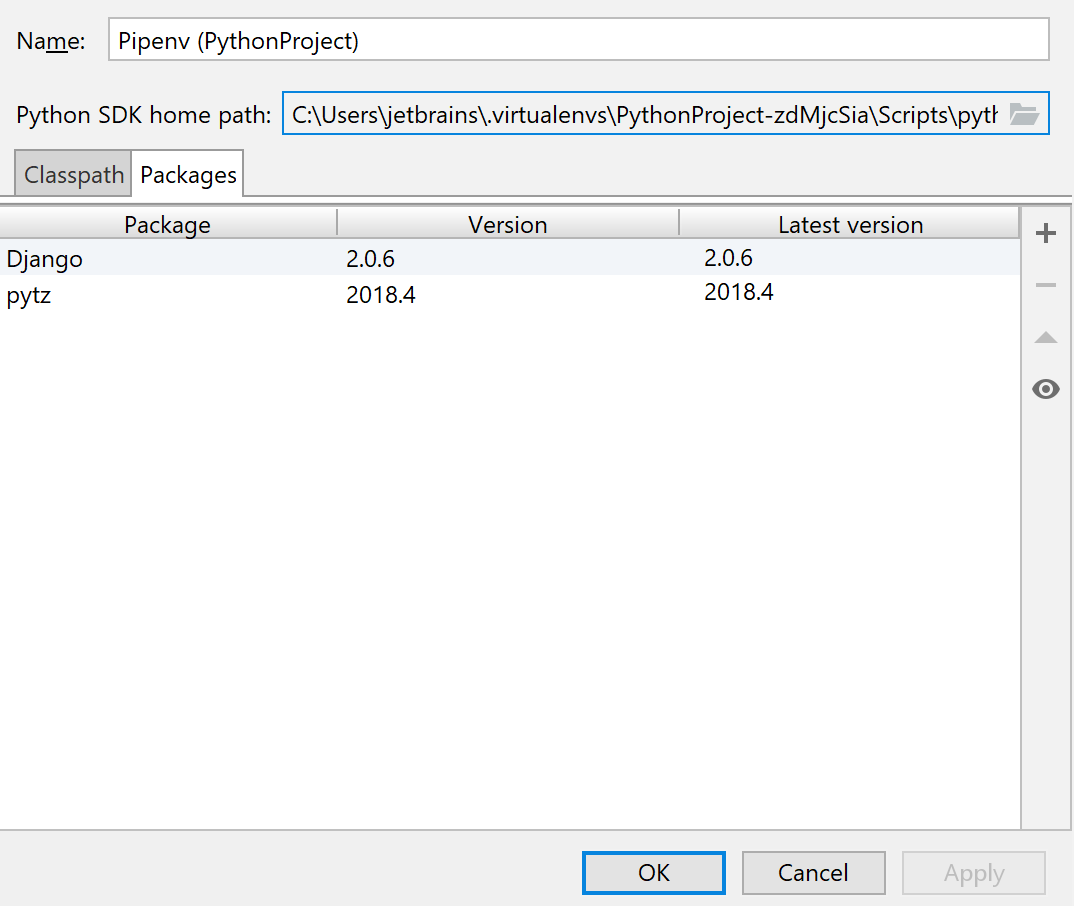 Name: Pipenv (PythonProject)
Python SDK home path: C:\Users\jetbrains\.virtualenvs\PythonProject-zdMjcSia\Scripts\pyth
Classpath Packages
Package Version Latest version
Django 2.0.6 2.0.6
pytz 2018.4 2018.4
OK Cancel Apply